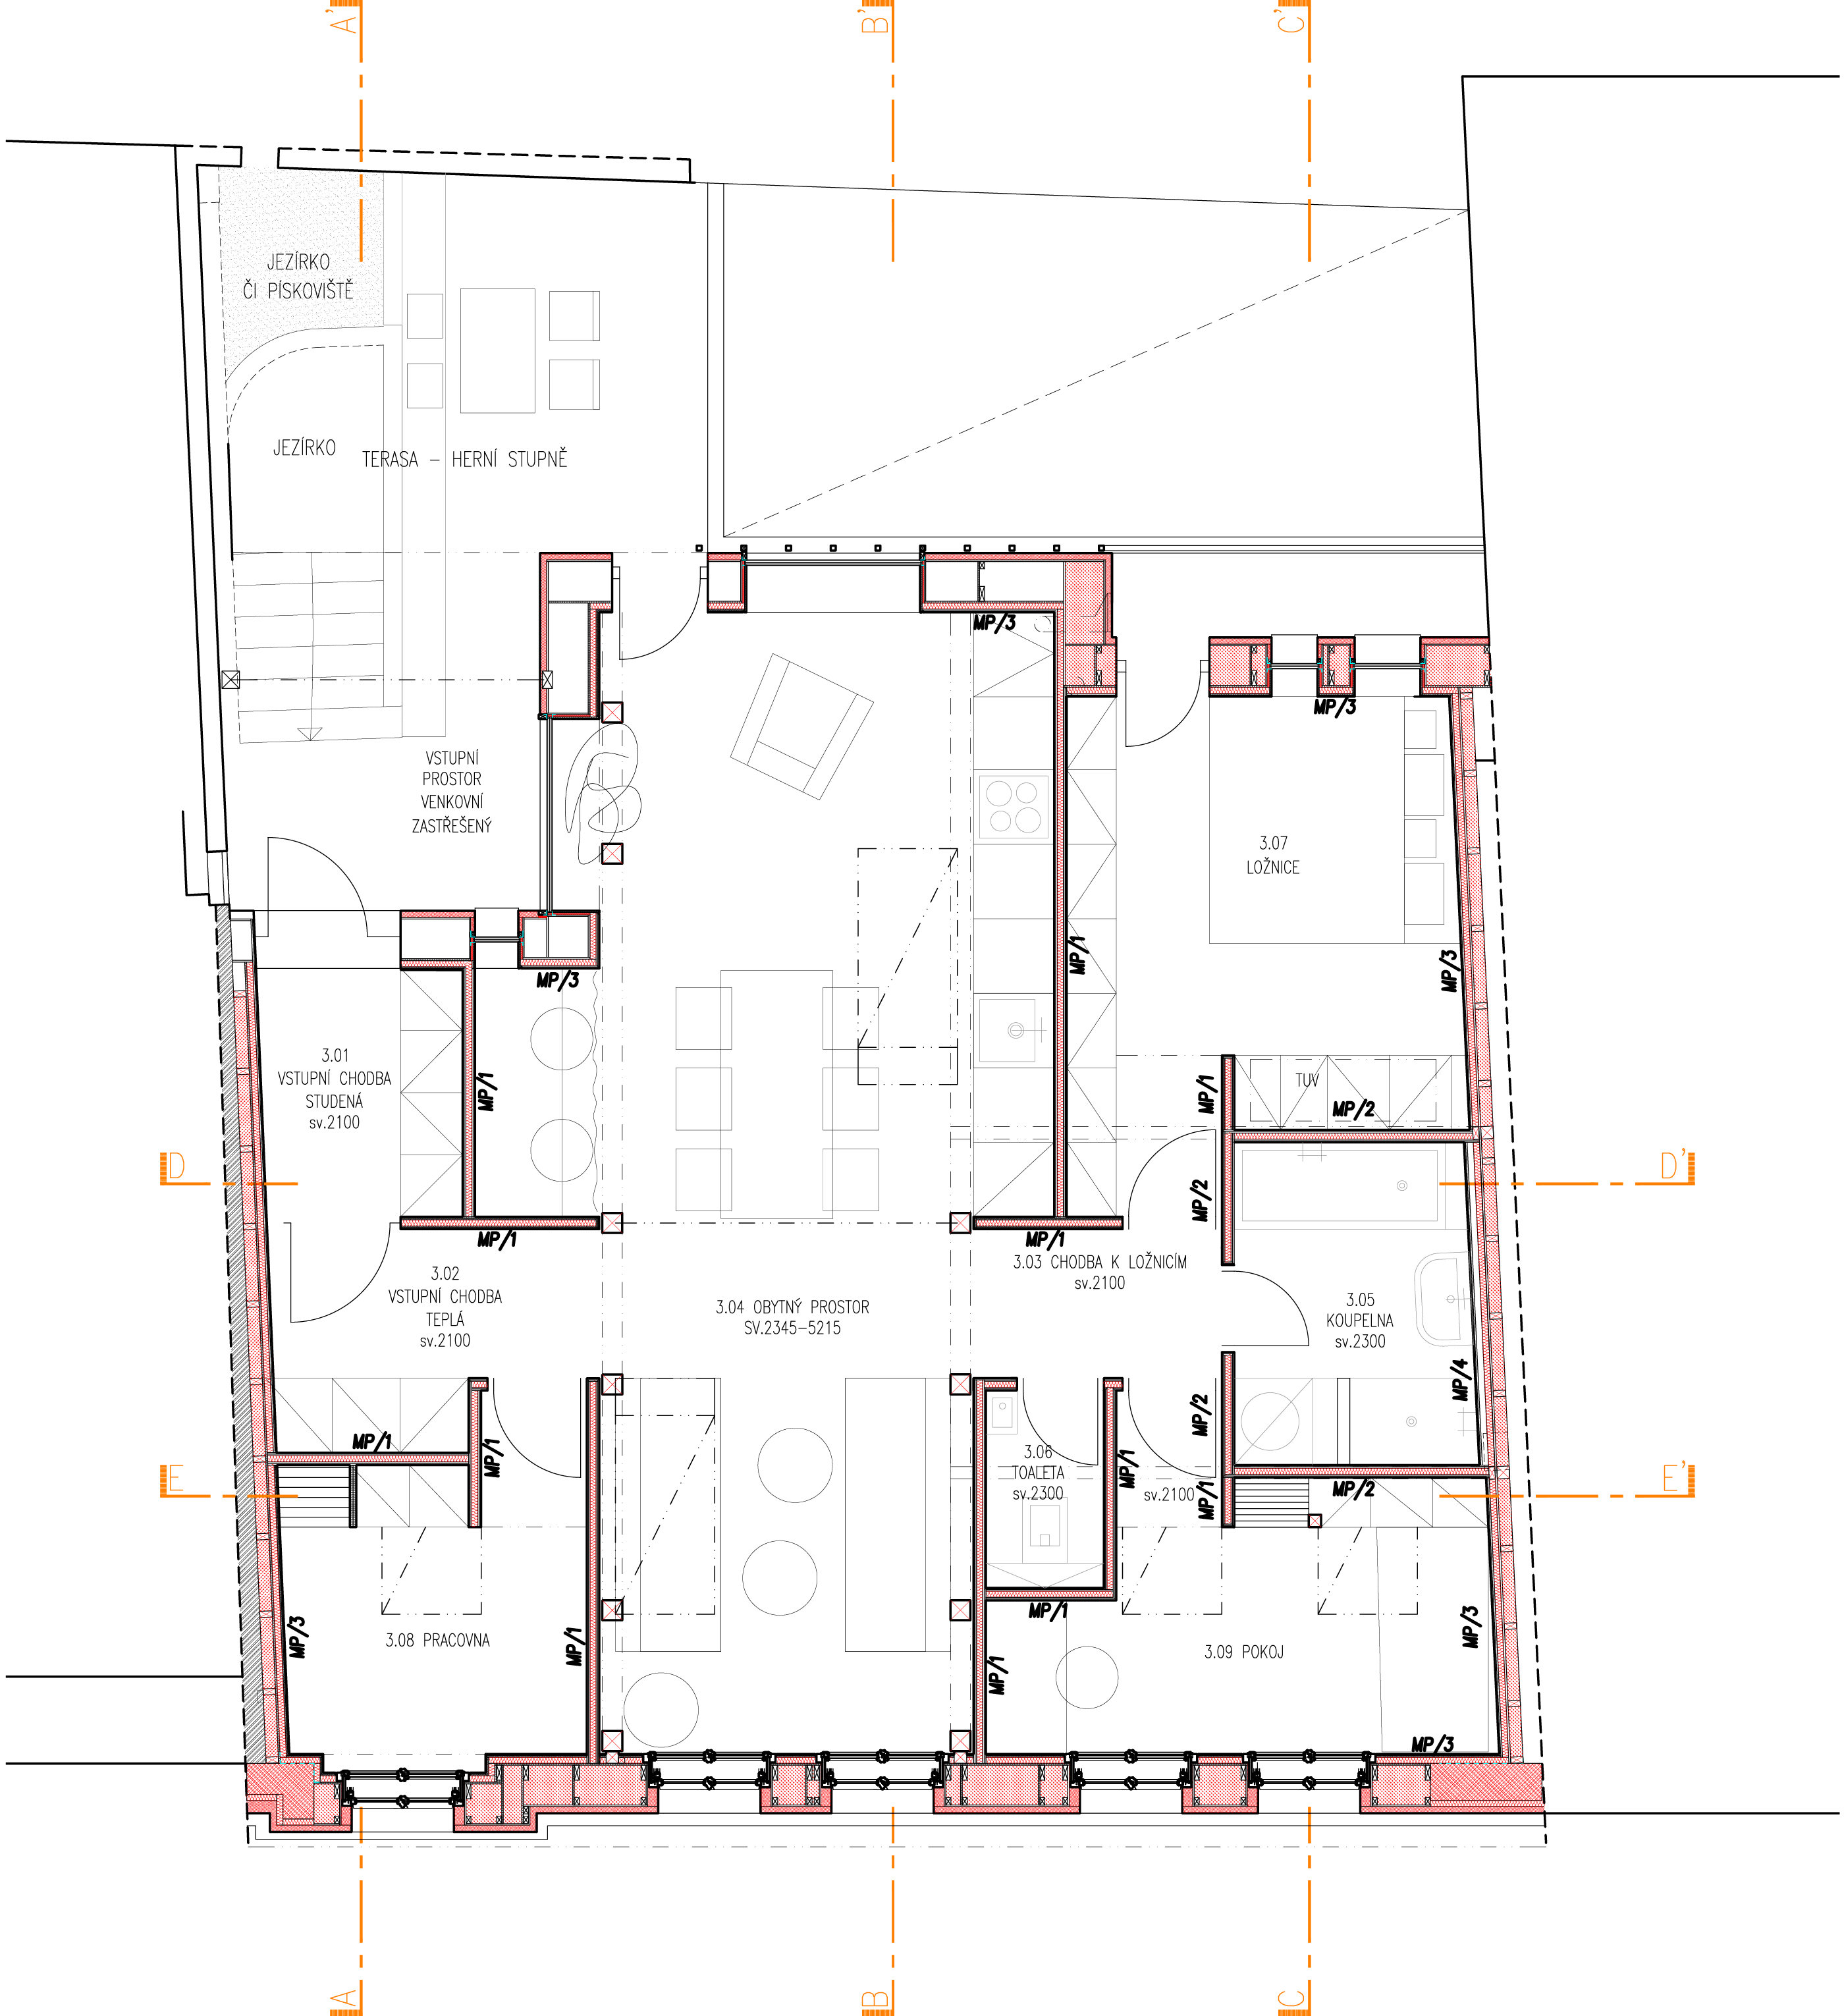 A'
B'
C'
JEZÍRKO
ČI PÍSKOVIŠTĚ
JEZÍRKO
TERASA – HERNÍ STUPNĚ
VSTUPNÍ
PROSTOR
VENKOVNÍ
ZASTŘEŠENÝ
MP/3
MP/3
3.07
LOŽNICE
MP/1
MP/3
MP/3
3.01
VSTUPNÍ CHODBA
STUDENÁ
sv.2100
MP/1
MP/1
TUV
MP/2
D
D'
MP/2
MP/1
MP/1
3.03 CHODBA K LOŽNICÍM
sv.2100
3.02
VSTUPNÍ CHODBA
TEPLÁ
sv.2100
3.04 OBYTNÝ PROSTOR
SV.2345–5215
3.05
KOUPELNA
sv.2300
MP/4
MP/2
MP/1
MP/1
3.06
TOALETA
sv.2300
MP/1
sv.2100
MP/1
MP/2
E
E'
MP/3
3.08 PRACOVNA
MP/1
MP/1
MP/1
3.09 POKOJ
MP/3
MP/3
A
B
C